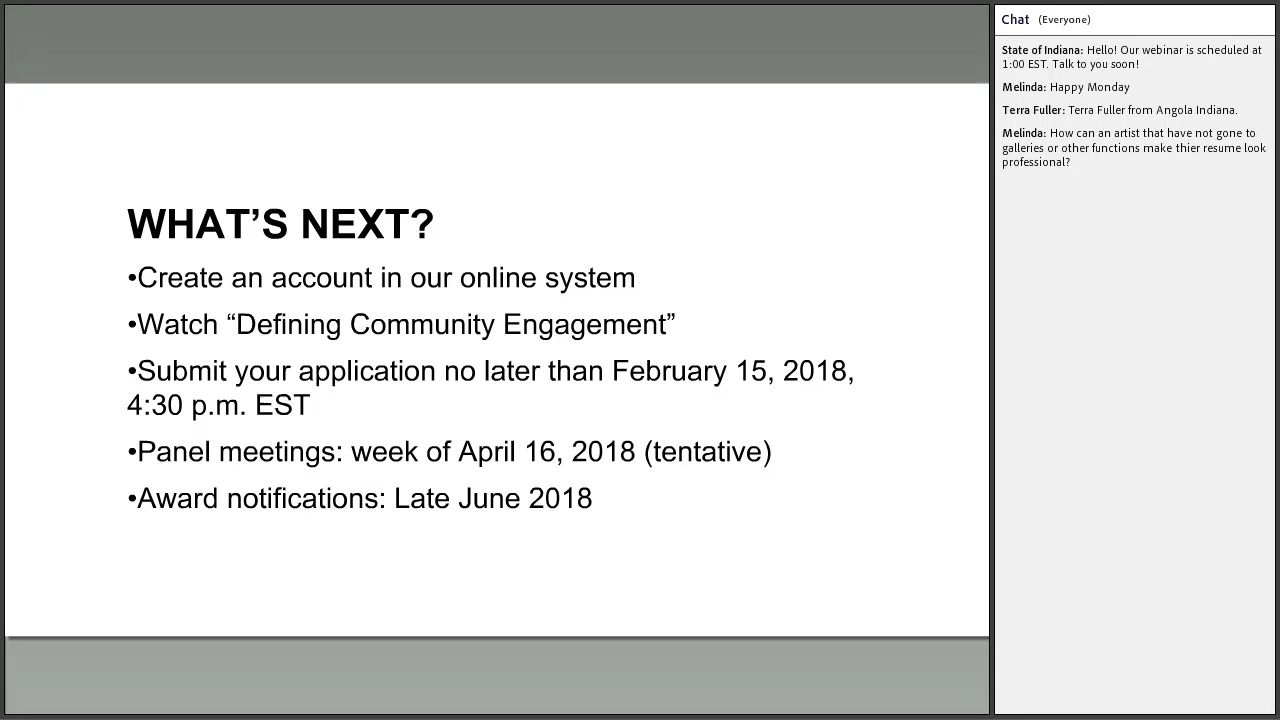 WHAT’S NEXT?
•Create an account in our online system
•Watch “Defining Community Engagement”
•Submit your application no later than February 15, 2018,
4:30 p.m. EST
•Panel meetings: week of April 16, 2018 (tentative)
•Award notifications: Late June 2018
Chat (Everyone)
State of Indiana: Hello! Our webinar is scheduled at
1:00 EST. Talk to you soon!
Melinda: Happy Monday
Terra Fuller: Terra Fuller from Angola Indiana.
Melinda: How can an artist that have not gone to
galleries or other functions make thier resume look
professional?